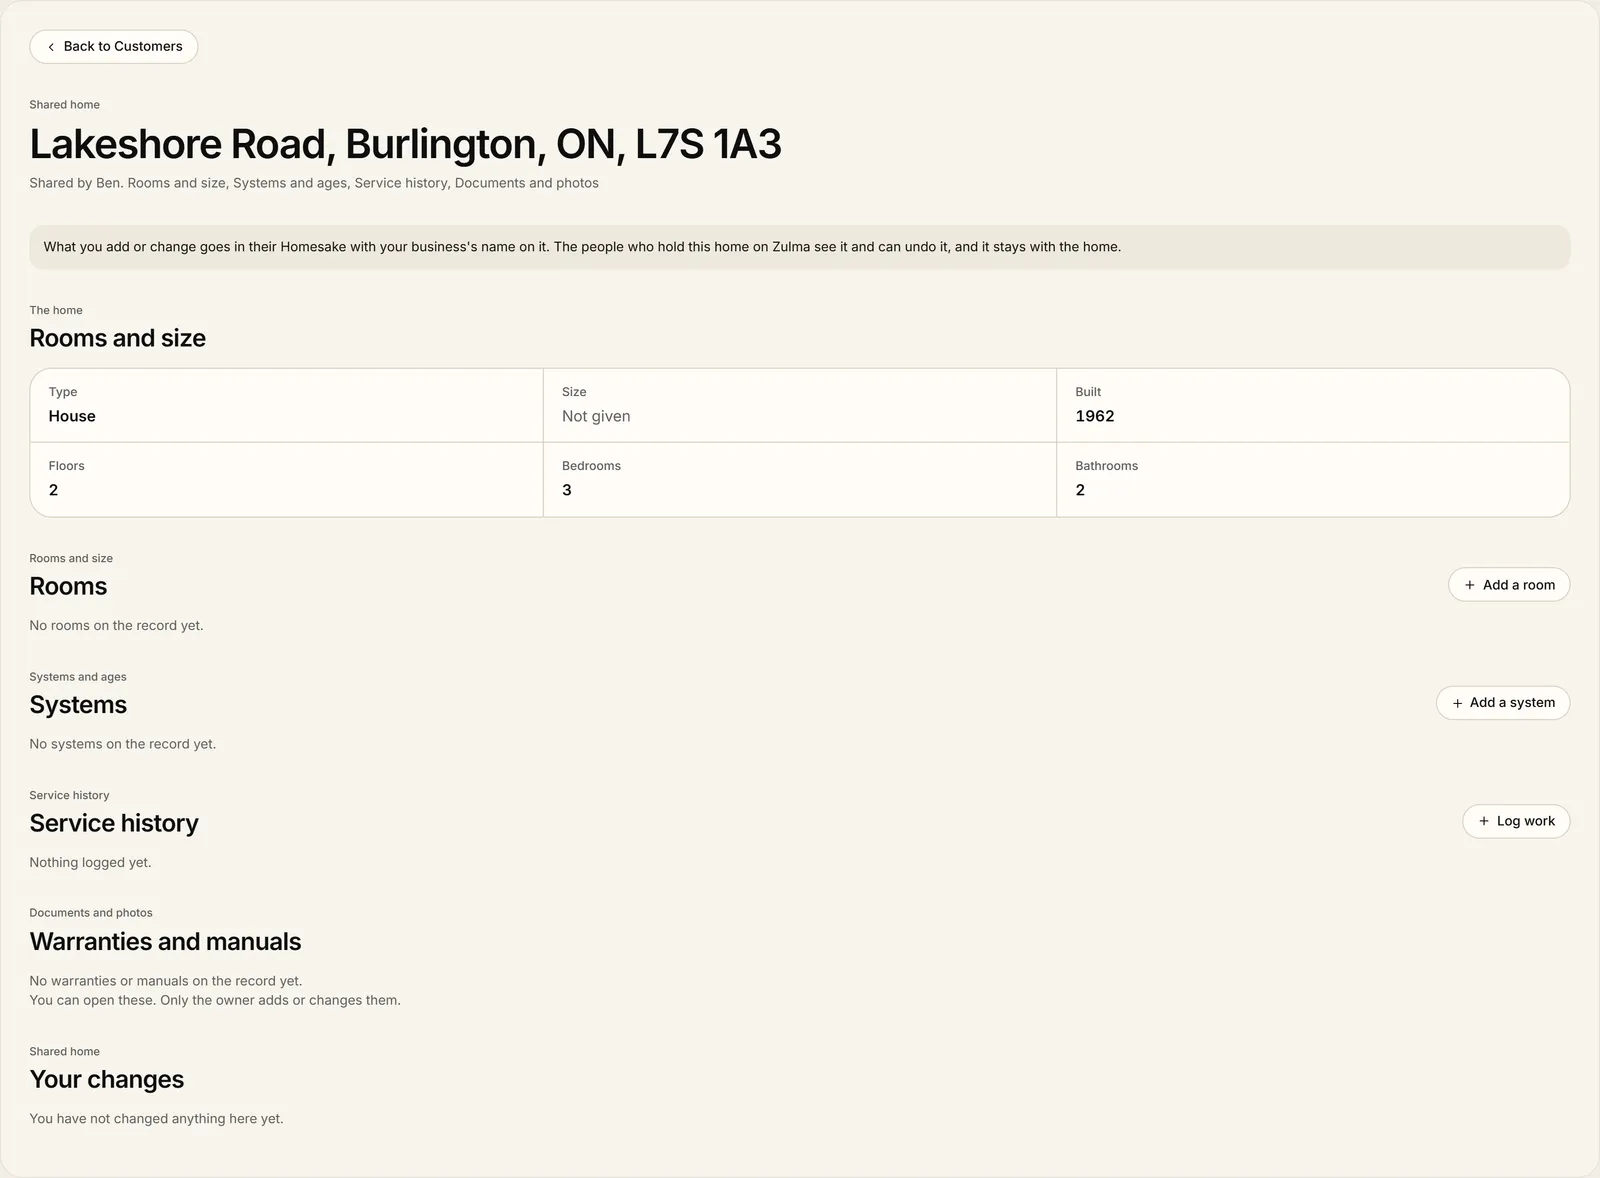 Back to Customers
Shared home
Lakeshore Road, Burlington, ON, L7S 1A3
Shared by Ben. Rooms and size, Systems and ages, Service history, Documents and photos
What you add or change goes in their Homesake with your business's name on it. The people who hold this home on Zulma see it and can undo it, and it stays with the home.
The home
Rooms and size
Type
House
Size
Not given
Built
1962
Floors
2
Bedrooms
3
Bathrooms
2
Rooms and size
Rooms
+ Add a room
No rooms on the record yet.
Systems and ages
Systems
+ Add a system
No systems on the record yet.
Service history
Service history
+ Log work
Nothing logged yet.
Documents and photos
Warranties and manuals
No warranties or manuals on the record yet.
You can open these. Only the owner adds or changes them.
Shared home
Your changes
You have not changed anything here yet.